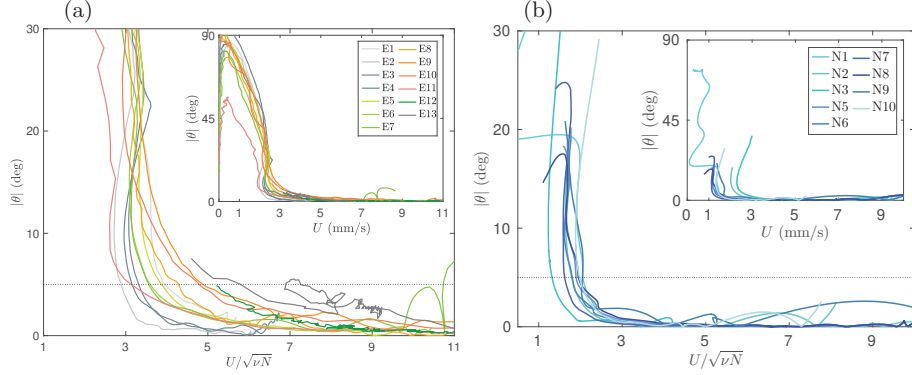 (a)
30
20
10
0
|θ| (deg)
1
3
5
7
9
11
U/√νN
90
45
0
|θ| (deg)
0
1
3
5
7
9
11
U (mm/s)
E1
E2
E3
E4
E5
E6
E7
E8
E9
E10
E11
E12
E13
(b)
30
20
10
0
|θ| (deg)
1
3
5
7
9
U/√νN
90
45
0
|θ| (deg)
1
3
5
7
9
U (mm/s)
N1
N2
N3
N5
N6
N7
N8
N9
N10